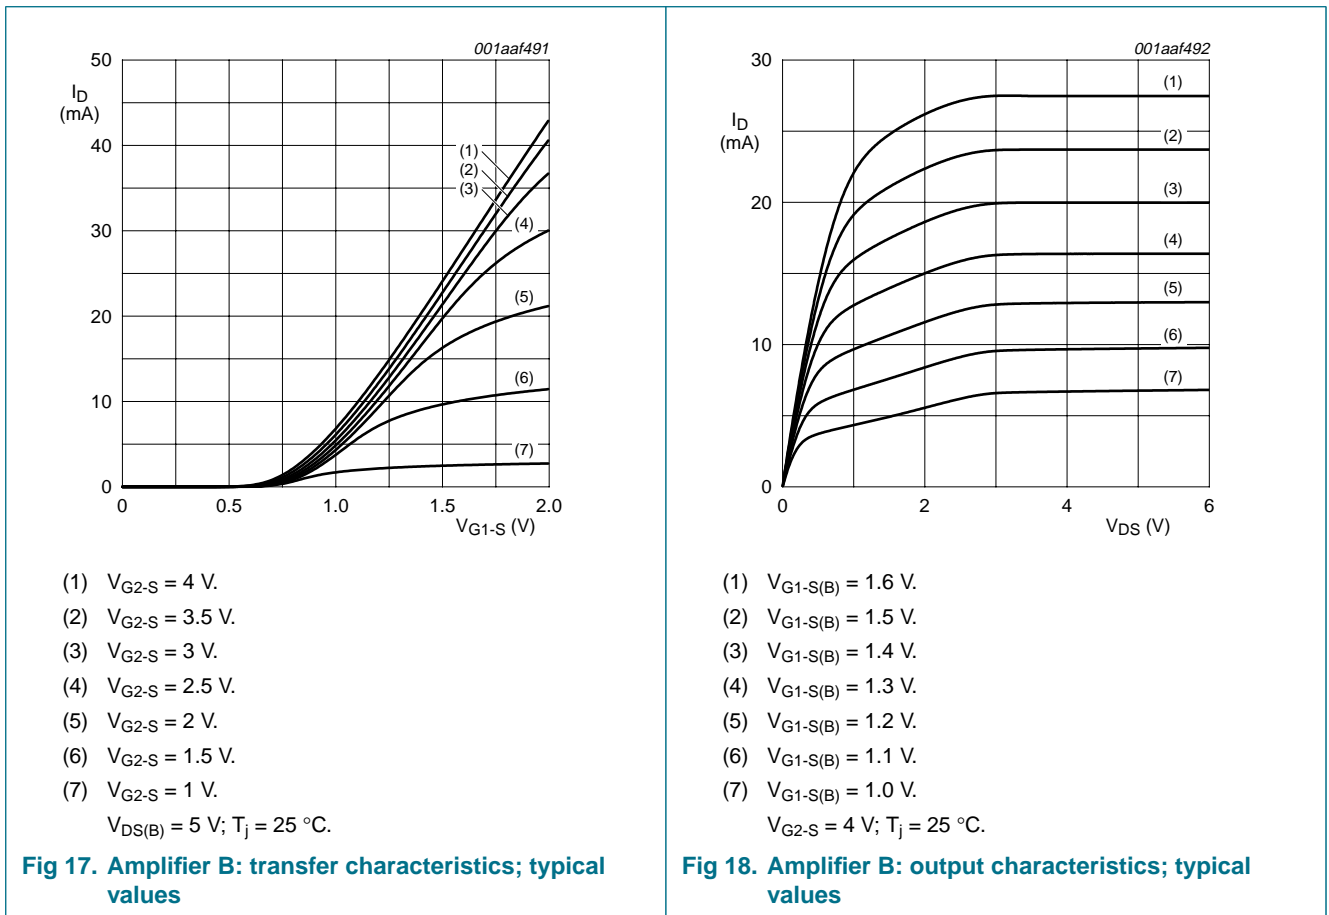 001aaf491
50
40
30
20
10
0
I_D
(mA)
(1)
(2)
(3)
(4)
(5)
(6)
(7)
0
0.5
1.0
1.5
2.0
V_G1-S (V)
(1) V_G2-S = 4 V.
(2) V_G2-S = 3.5 V.
(3) V_G2-S = 3 V.
(4) V_G2-S = 2.5 V.
(5) V_G2-S = 2 V.
(6) V_G2-S = 1.5 V.
(7) V_G2-S = 1 V.
V_DS(B) = 5 V; T_j = 25 °C.
Fig 17. Amplifier B: transfer characteristics; typical
values
001aaf492
30
20
10
0
I_D
(mA)
(1)
(2)
(3)
(4)
(5)
(6)
(7)
0
2
4
6
V_DS (V)
(1) V_G1-S(B) = 1.6 V.
(2) V_G1-S(B) = 1.5 V.
(3) V_G1-S(B) = 1.4 V.
(4) V_G1-S(B) = 1.3 V.
(5) V_G1-S(B) = 1.2 V.
(6) V_G1-S(B) = 1.1 V.
(7) V_G1-S(B) = 1.0 V.
V_G2-S = 4 V; T_j = 25 °C.
Fig 18. Amplifier B: output characteristics; typical
values